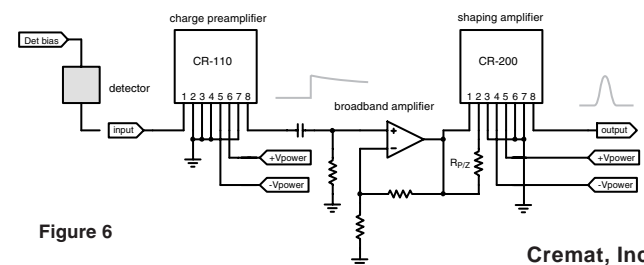 charge preamplifier
shaping amplifier
Det bias
CR-110
CR-200
detector
1 2 3 4 5 6 7 8
1 2 3 4 5 6 7 8
broadband amplifier
input
+
output
–
+Vpower
RP/Z
+Vpower
-Vpower
-Vpower
Figure 6
Cremat, Inc